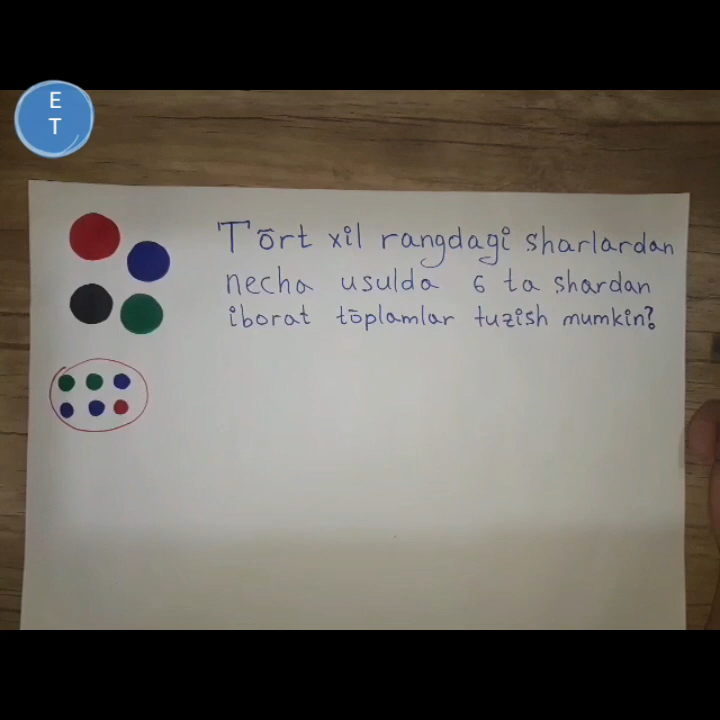 E
T
Tōrt xil rangdagi sharlardan
necha usulda 6 ta shardan
iborat tōplamlar tuzish mumkin?